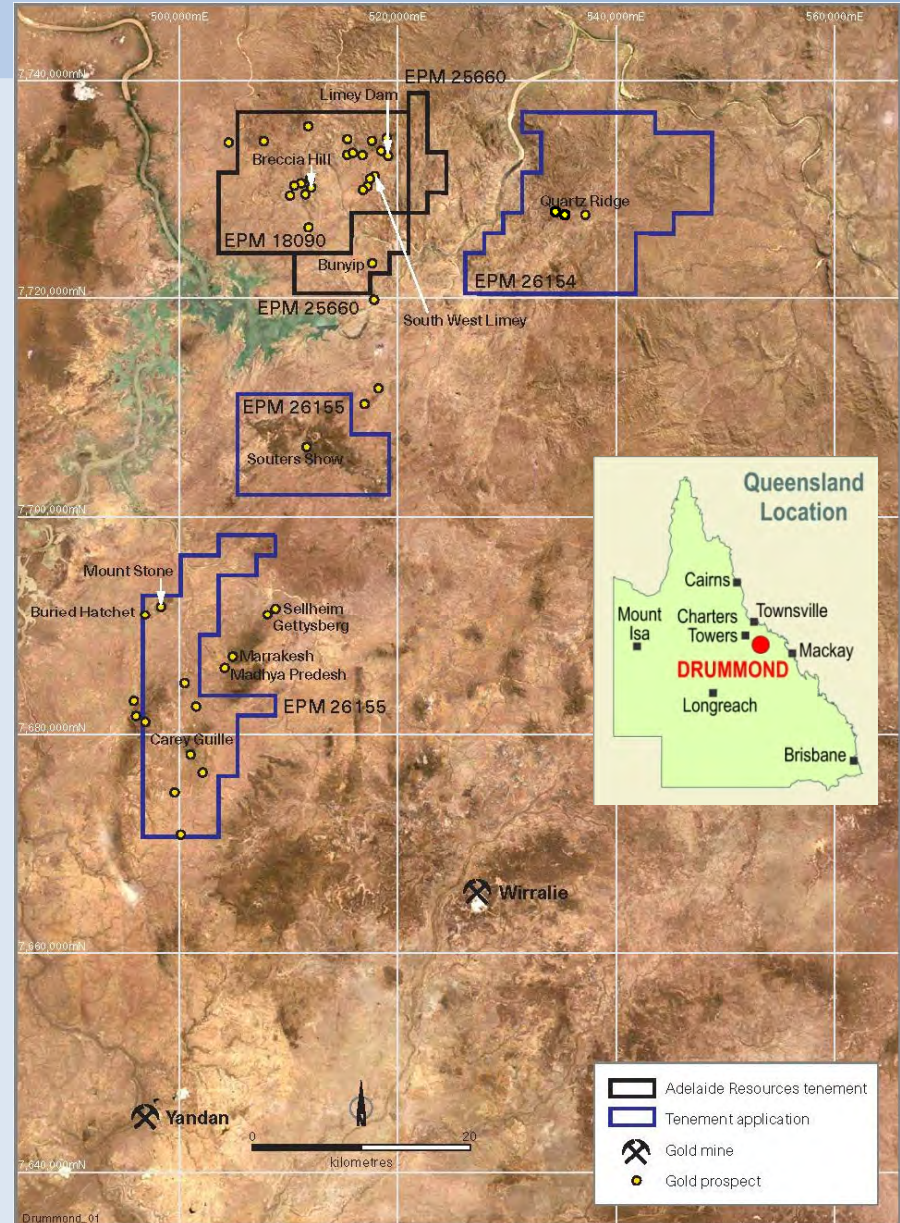 500,000mE
520,000mE
540,000mE
560,000mE
7,740,000mN
EPM 25660
Limey Dam
Breccia Hill
Quartz Ridge
EPM 18090
Bunyip
EPM 26154
7,720,000mN
EPM 25660
South West Limey
EPM 26155
Souters Show
7,700,000mN
Mount Stone
Buried Hatchet
Sellheim
Gettysberg
Marrakesh
Madhya Predesh
EPM 26155
7,680,000mN
Carey Guille
Wirralie
7,660,000mN
Yandan
0 20
kilometres
7,640,000mN
Drummond_01
Queensland
Location
Cairns
Townsville
Charters
Towers
Mount
Isa
Mackay
DRUMMOND
Longreach
Brisbane
Adelaide Resources tenement
Tenement application
Gold mine
Gold prospect